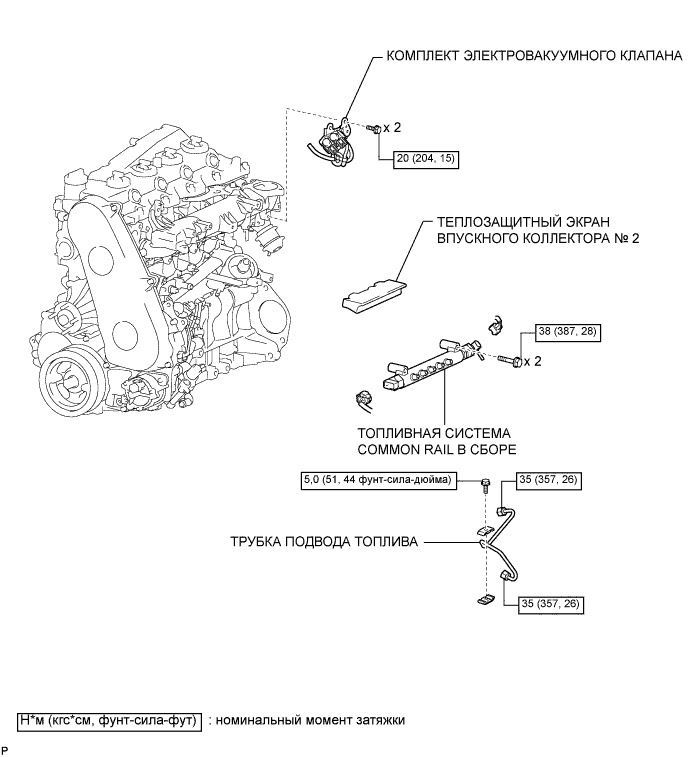 КОМПЛЕКТ ЭЛЕКТРОВАКУУМНОГО КЛАПАНА
x 2
20 (204, 15)
ТЕПЛОЗАЩИТНЫЙ ЭКРАН
ВПУСКНОГО КОЛЛЕКТОРА № 2
38 (387, 28)
x 2
ТОПЛИВНАЯ СИСТЕМА
COMMON RAIL В СБОРЕ
5,0 (51, 44 фунт-сила-дюйма)
35 (357, 26)
ТРУБКА ПОДВОДА ТОПЛИВА
35 (357, 26)
Н*м (кгс*см, фунт-сила-фут) : номинальный момент затяжки
P